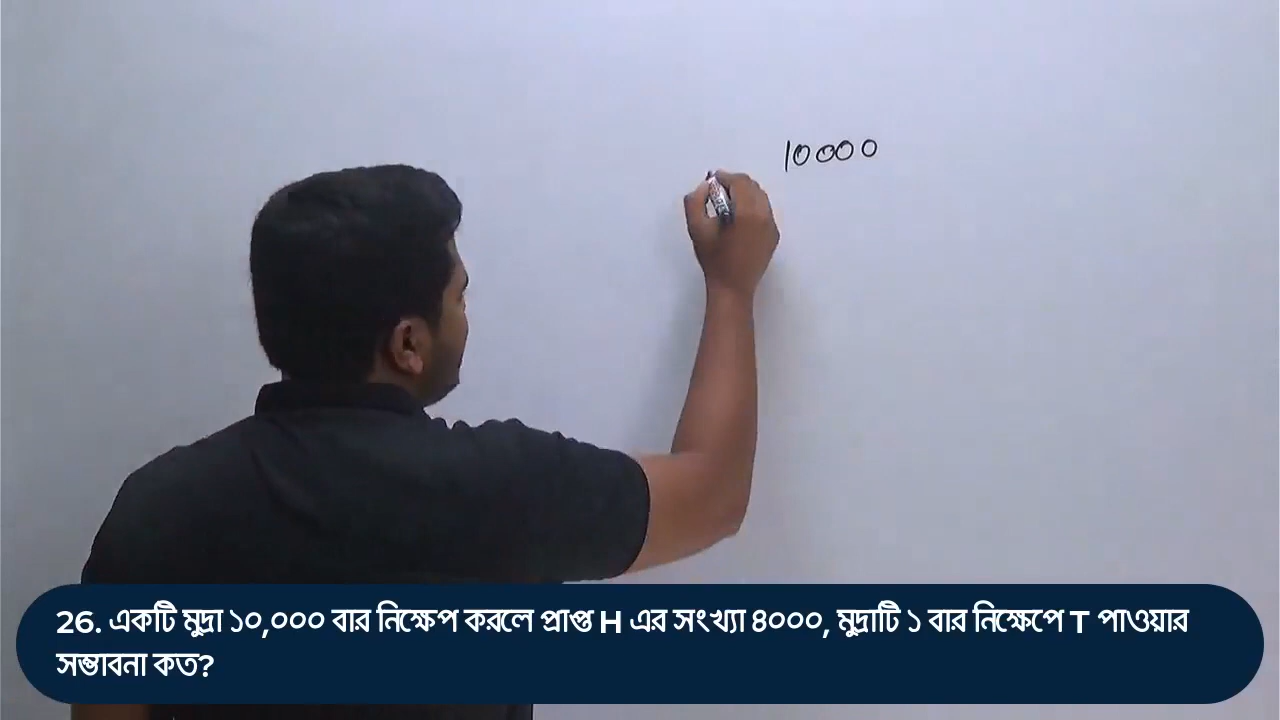 10000
26. একটি মুদ্রা ১০,০০০ বার নিক্ষেপ করলে প্রাপ্ত H এর সংখ্যা ৪০০০, মুদ্রাটি ১ বার নিক্ষেপে T পাওয়ার
সম্ভাবনা কত?